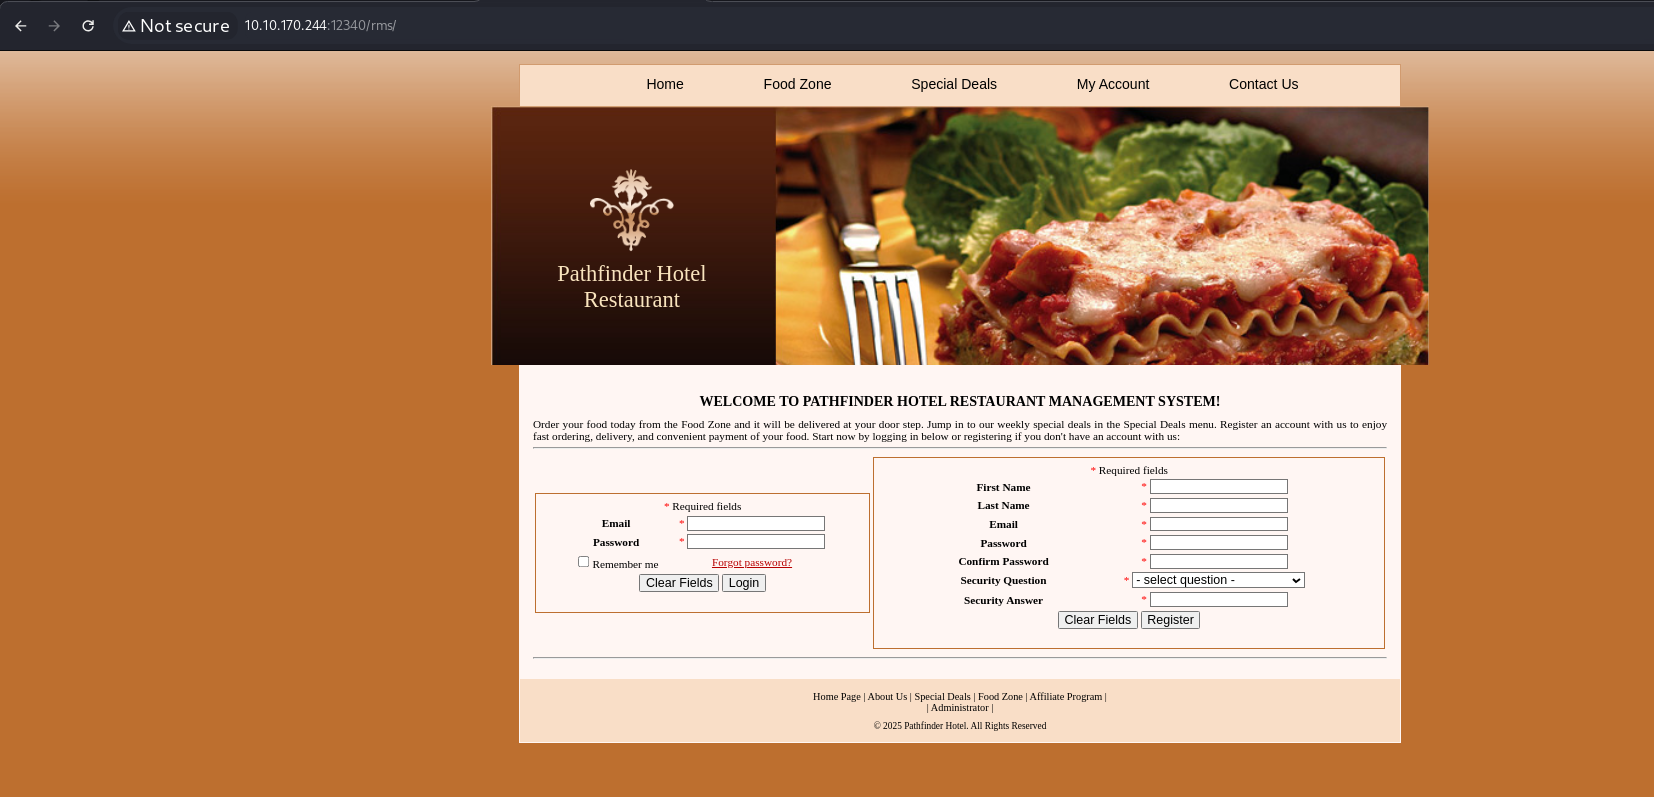 Not secure 10.10.170.244:12340/rms/
Home Food Zone Special Deals My Account Contact Us
Pathfinder Hotel
Restaurant
WELCOME TO PATHFINDER HOTEL RESTAURANT MANAGEMENT SYSTEM!
Order your food today from the Food Zone and it will be delivered at your door step. Jump in to our weekly special deals in the Special Deals menu. Register an account with us to enjoy
fast ordering, delivery, and convenient payment of your food. Start now by logging in below or registering if you don't have an account with us:
* Required fields
Email *
Password *
Remember me Forgot password?
Clear Fields Login
* Required fields
First Name *
Last Name *
Email *
Password *
Confirm Password *
Security Question * - select question -
Security Answer *
Clear Fields Register
Home Page | About Us | Special Deals | Food Zone | Affiliate Program |
| Administrator |
© 2025 Pathfinder Hotel. All Rights Reserved